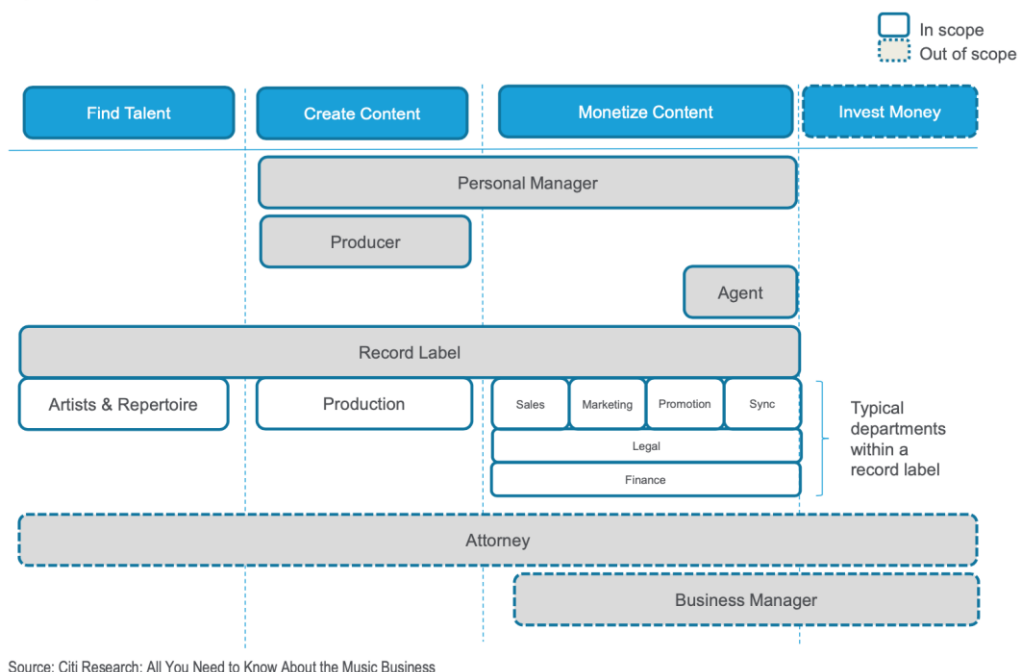 In scope
Out of scope
Find Talent
Create Content
Monetize Content
Invest Money
Personal Manager
Producer
Agent
Record Label
Artists & Repertoire
Production
Sales
Marketing
Promotion
Sync
Legal
Finance
Typical
departments
within a
record label
Attorney
Business Manager
Source: Citi Research; All You Need to Know About the Music Business